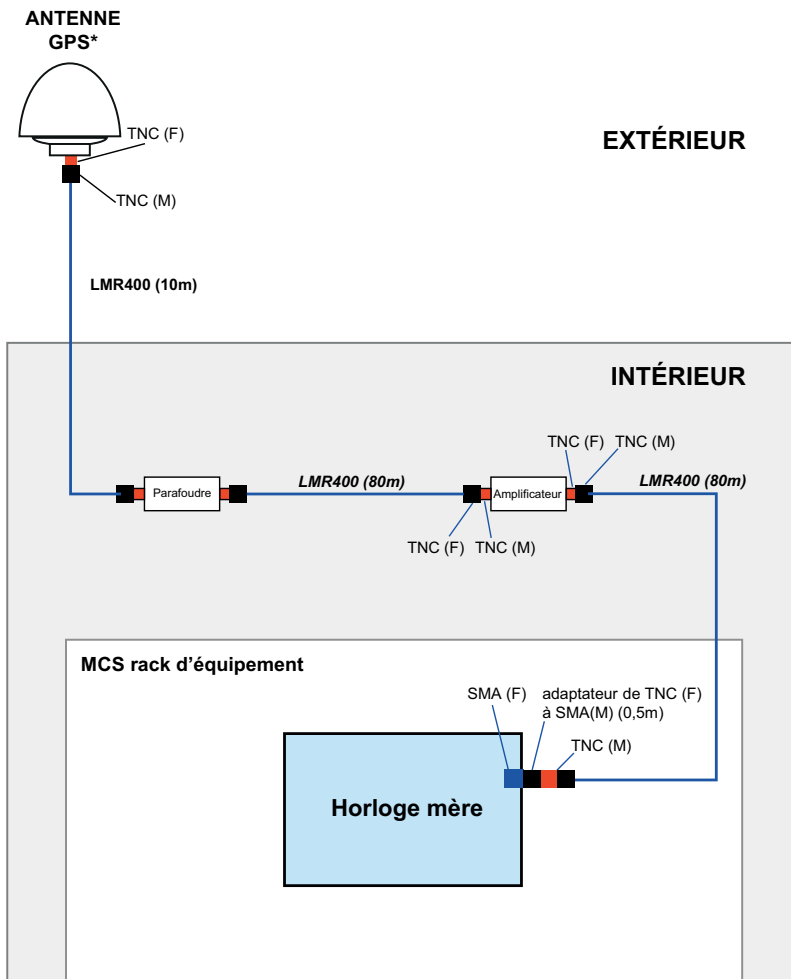 ANTENNE
GPS*
TNC (F)
EXTÉRIEUR
TNC (M)
LMR400 (10m)
INTÉRIEUR
TNC (F) TNC (M)
Parafoudre
LMR400 (80m)
Amplificateur
LMR400 (80m)
TNC (F) TNC (M)
MCS rack d’équipement
SMA (F)
adaptateur de TNC (F)
à SMA(M) (0,5m)
TNC (M)
Horloge mère